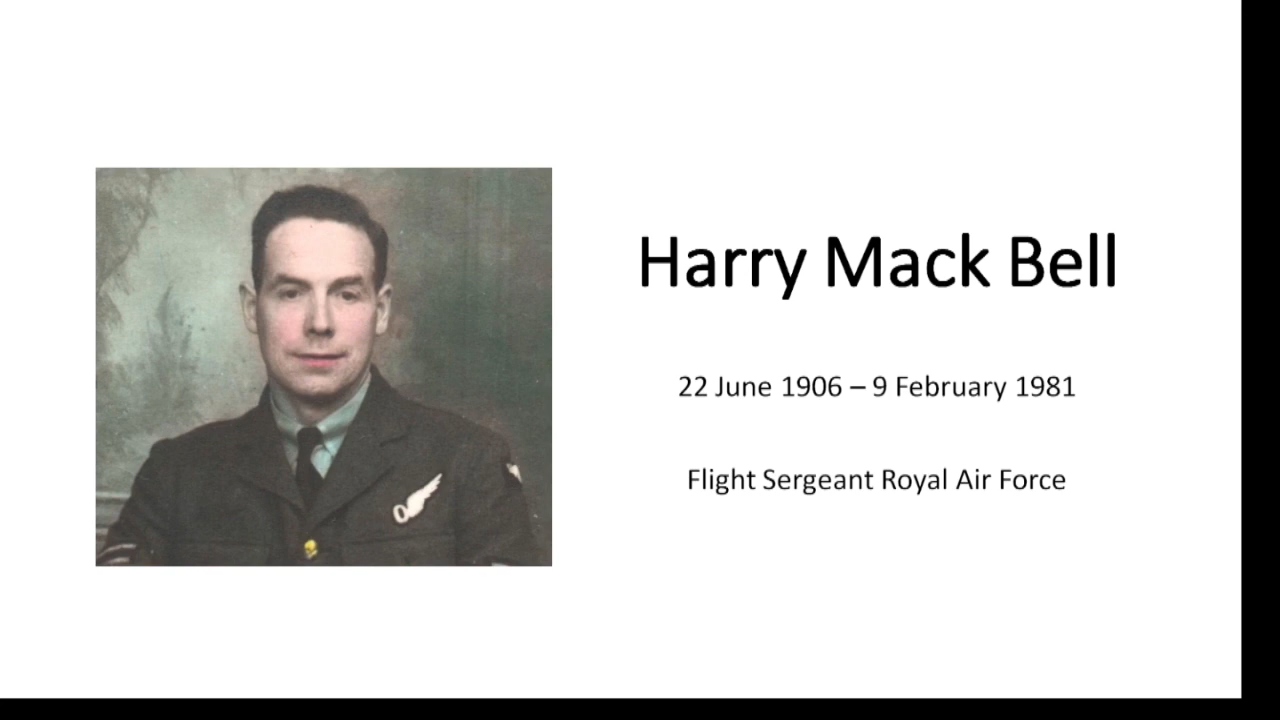 Harry Mack Bell
22 June 1906 – 9 February 1981
Flight Sergeant Royal Air Force